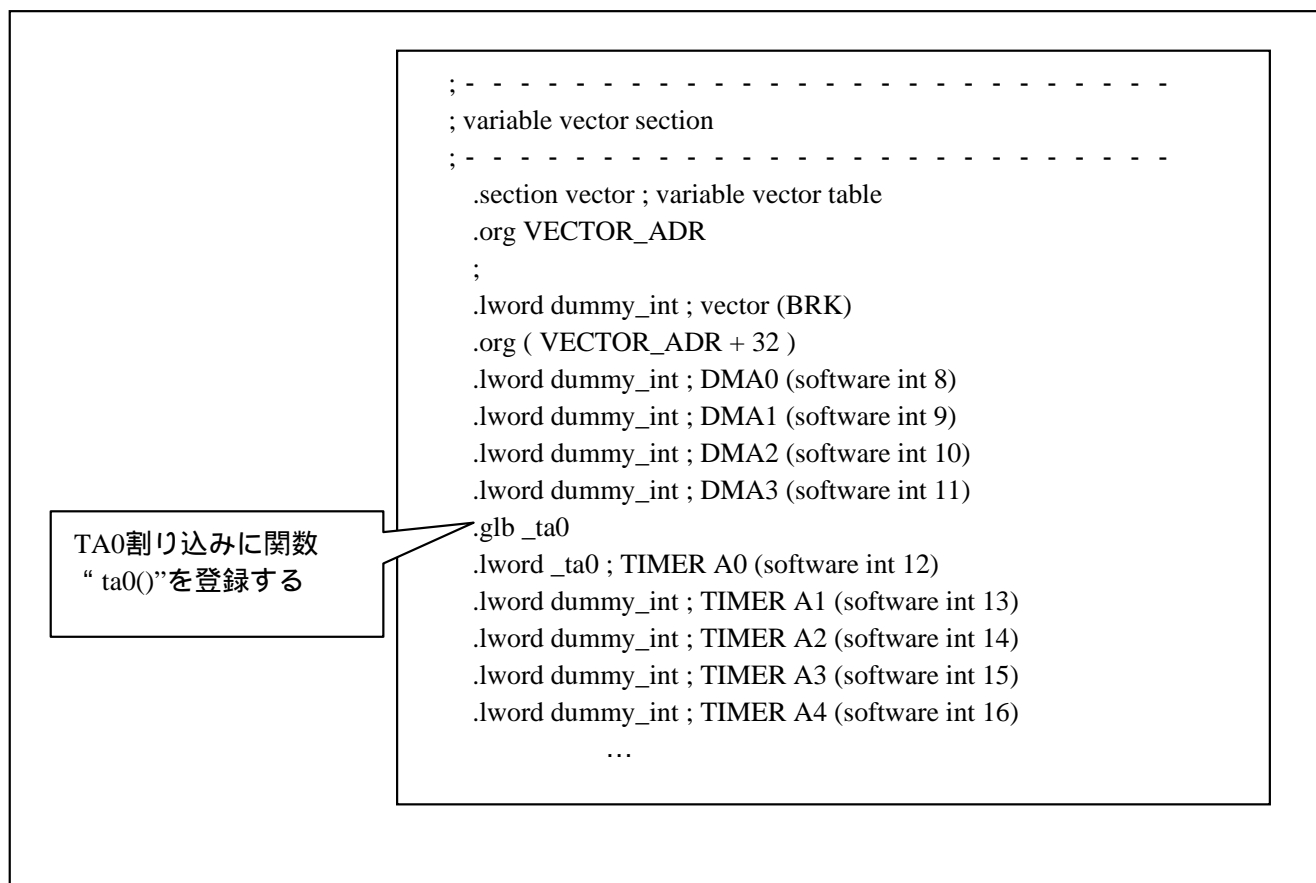 ; - - - - - - - - - - - - - - - - - - - - - - - - - -
; variable vector section
; - - - - - - - - - - - - - - - - - - - - - - - - - -
.section vector ; variable vector table
.org VECTOR_ADR
;
.lword dummy_int ; vector (BRK)
.org ( VECTOR_ADR + 32 )
.lword dummy_int ; DMA0 (software int 8)
.lword dummy_int ; DMA1 (software int 9)
.lword dummy_int ; DMA2 (software int 10)
.lword dummy_int ; DMA3 (software int 11)
.glb _ta0
.lword _ta0 ; TIMER A0 (software int 12)
.lword dummy_int ; TIMER A1 (software int 13)
.lword dummy_int ; TIMER A2 (software int 14)
.lword dummy_int ; TIMER A3 (software int 15)
.lword dummy_int ; TIMER A4 (software int 16)
…
TA0割り込みに関数
“ ta0()”を登録する